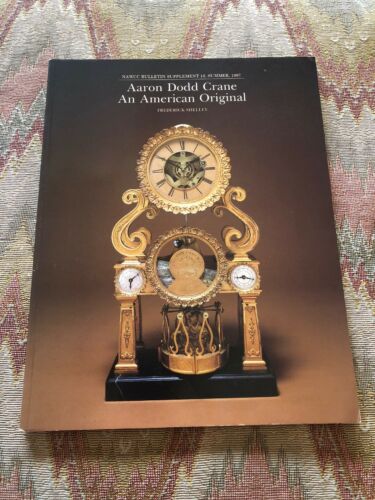 NAWCC BULLETIN SUPPLEMENT 16, SUMMER, 1987
Aaron Dodd Crane
An American Original
FREDERICK SHELLEY